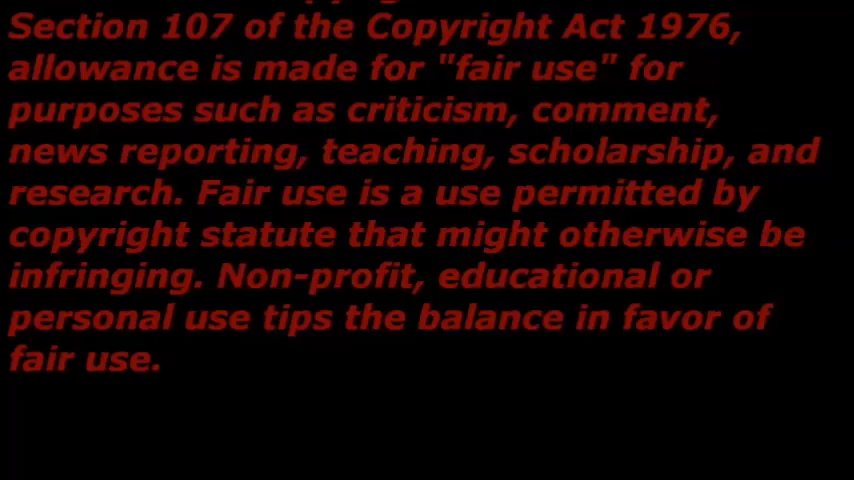 Section 107 of the Copyright Act 1976,
allowance is made for "fair use" for
purposes such as criticism, comment,
news reporting, teaching, scholarship, and
research. Fair use is a use permitted by
copyright statute that might otherwise be
infringing. Non-profit, educational or
personal use tips the balance in favor of
fair use.